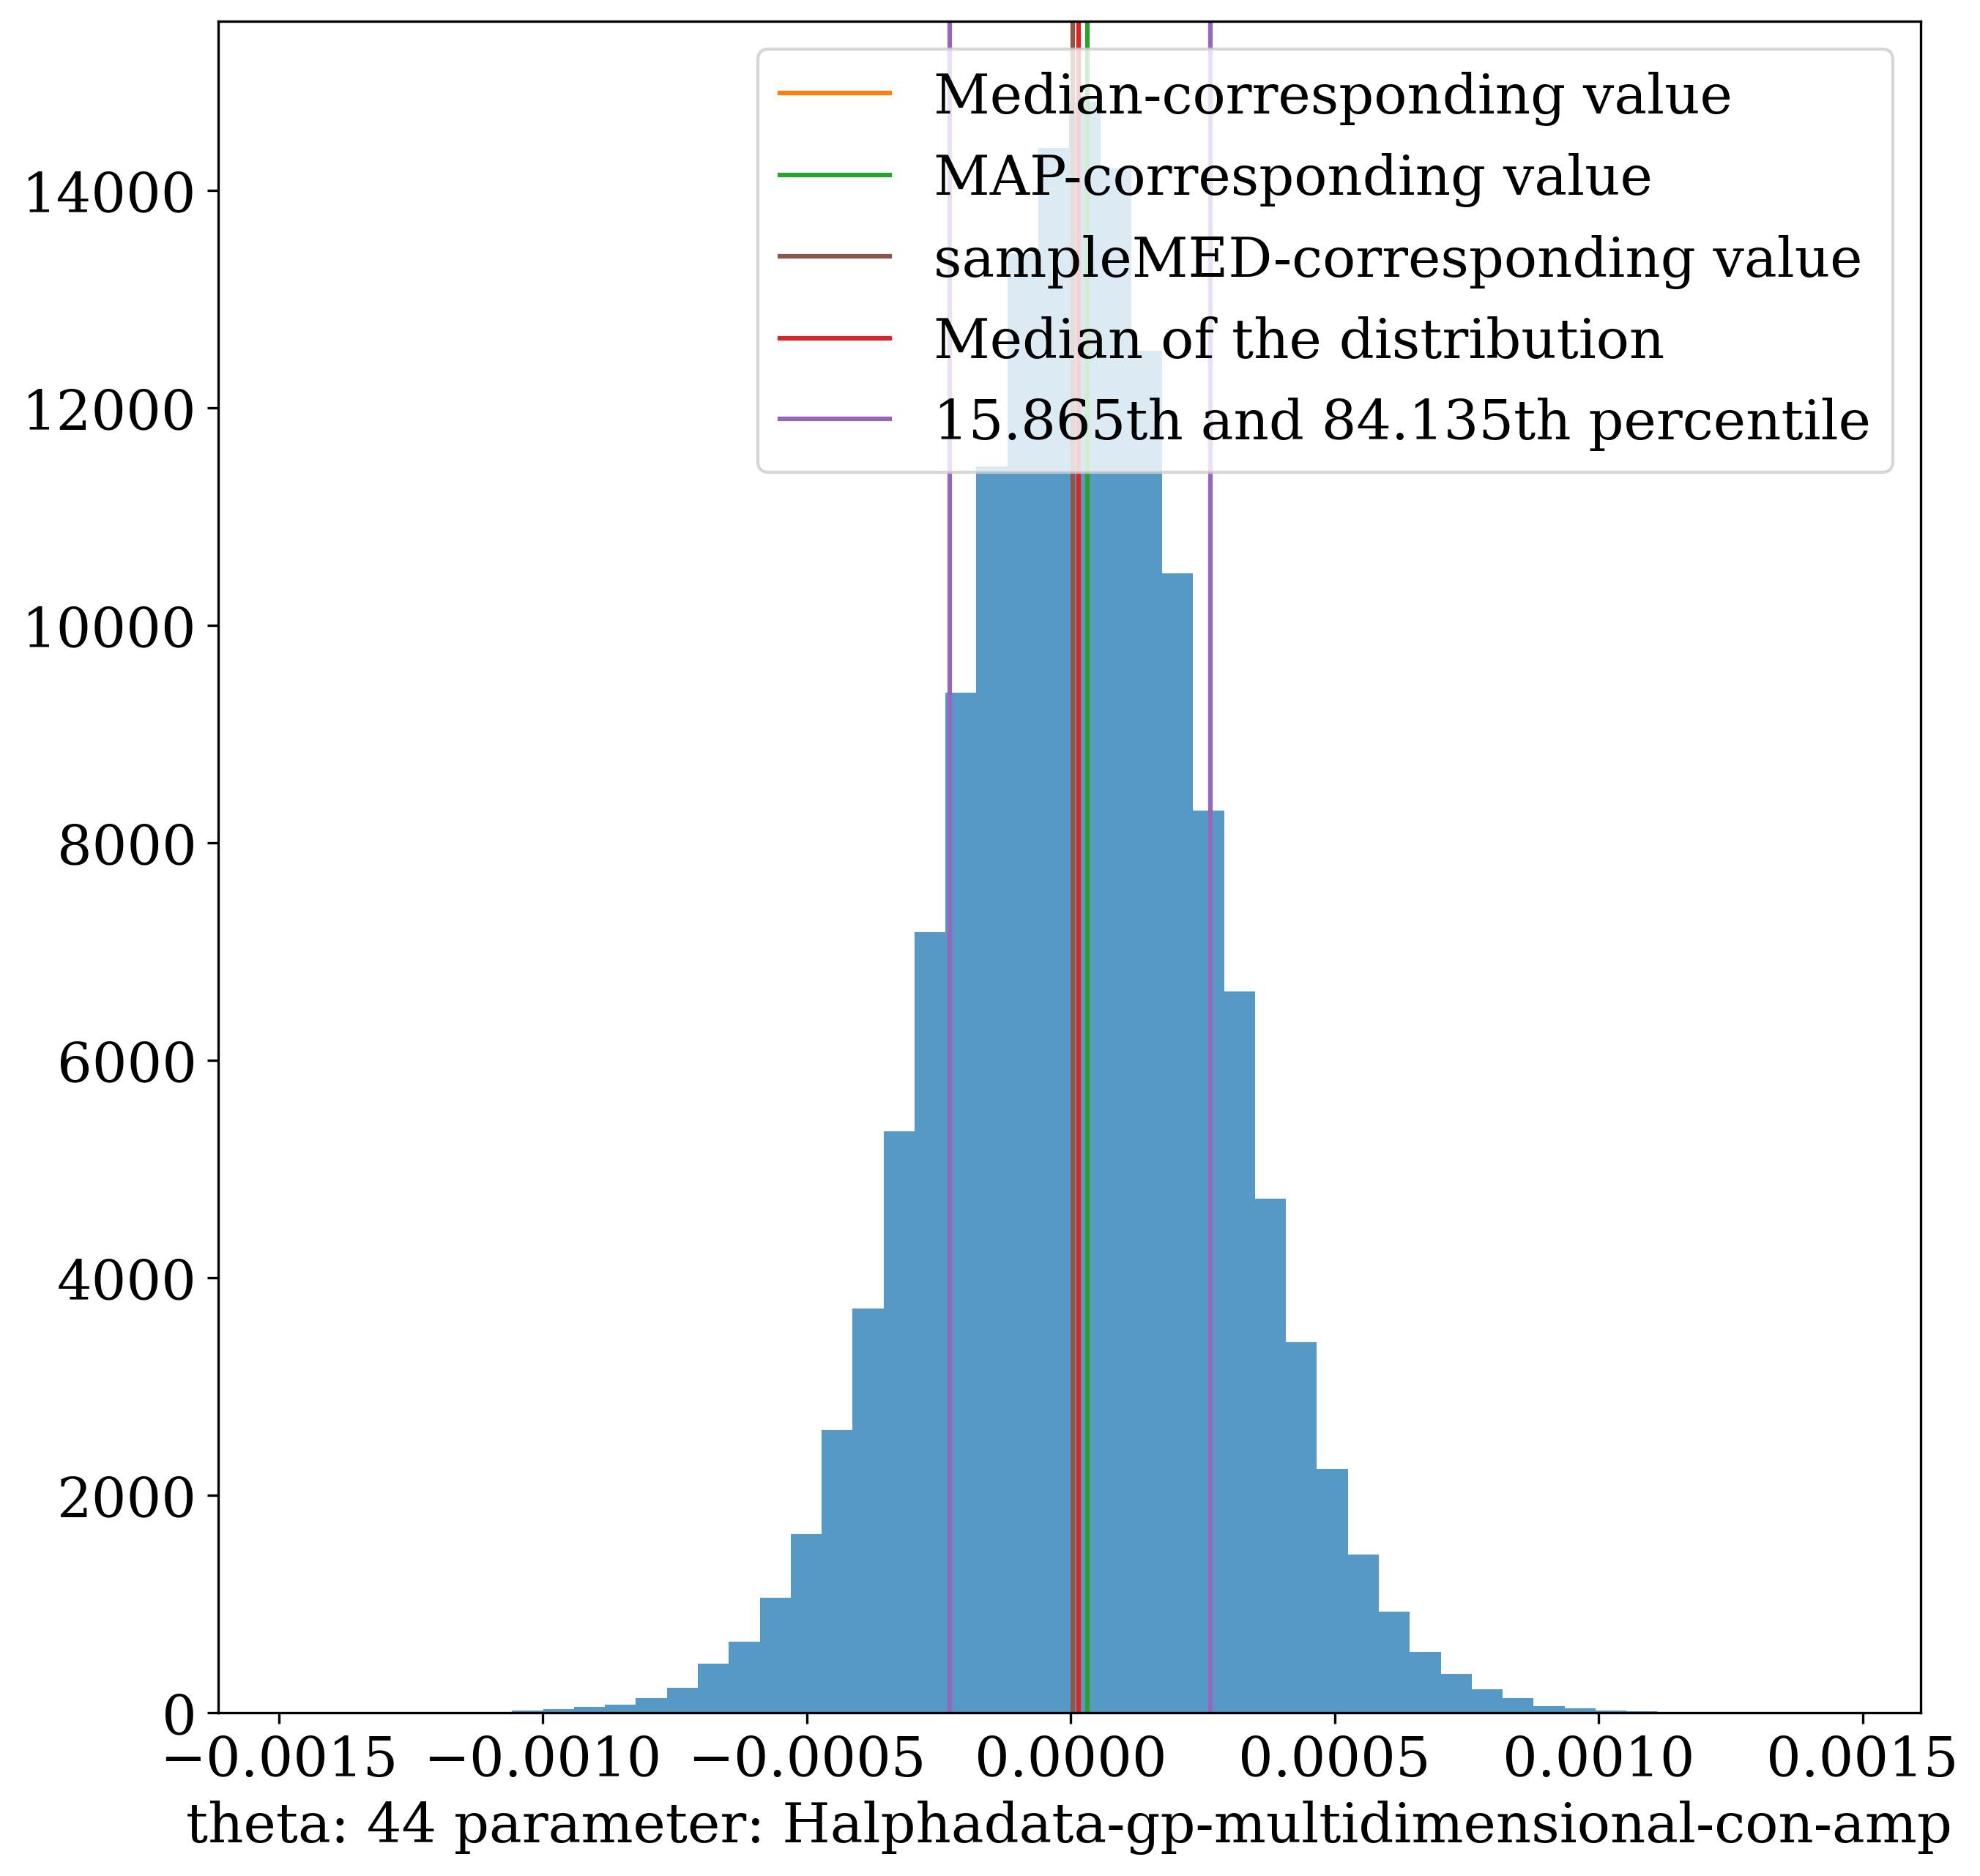 Median-corresponding value
MAP-corresponding value
sampleMED-corresponding value
Median of the distribution
15.865th and 84.135th percentile
14000
12000
10000
8000
6000
4000
2000
0
−0.0015 −0.0010 −0.0005 0.0000 0.0005 0.0010 0.0015
theta: 44 parameter: Halphadata-gp-multidimensional-con-amp